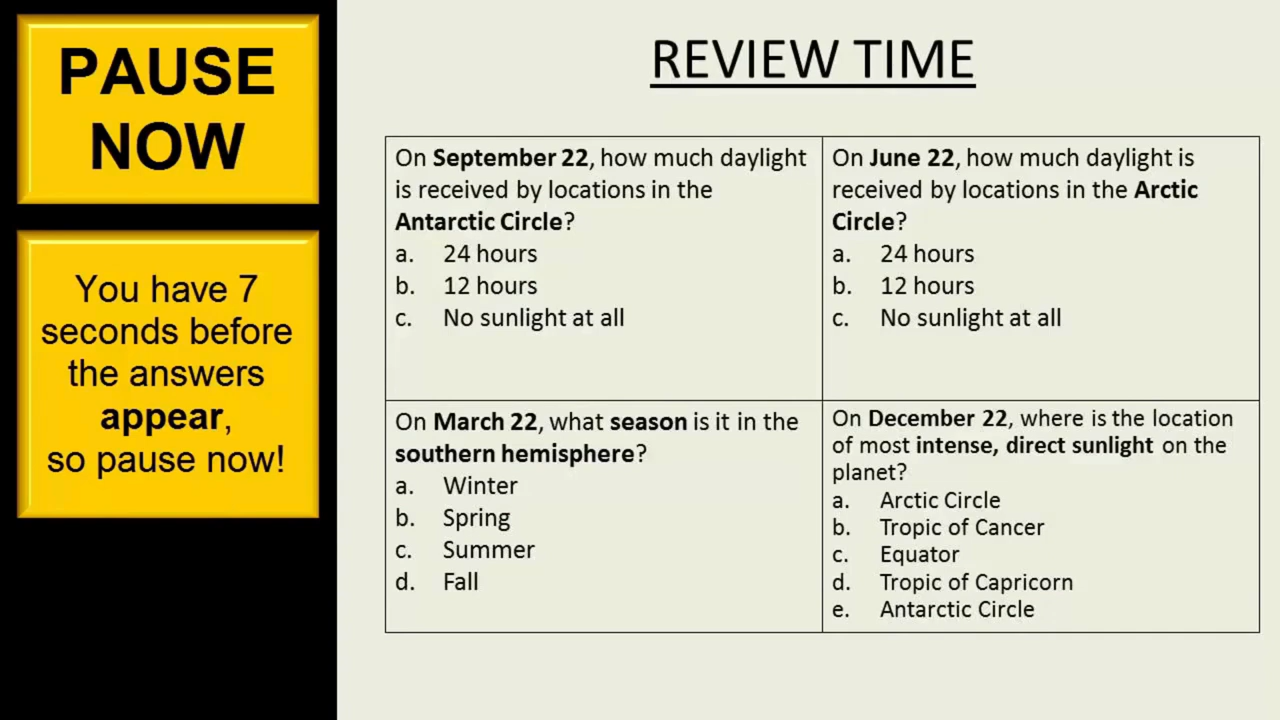 PAUSE
NOW
You have 7
seconds before
the answers
appear,
so pause now!
REVIEW TIME
On September 22, how much daylight
is received by locations in the
Antarctic Circle?
a. 24 hours
b. 12 hours
c. No sunlight at all
On June 22, how much daylight is
received by locations in the Arctic
Circle?
a. 24 hours
b. 12 hours
c. No sunlight at all
On March 22, what season is it in the
southern hemisphere?
a. Winter
b. Spring
c. Summer
d. Fall
On December 22, where is the location
of most intense, direct sunlight on the
planet?
a. Arctic Circle
b. Tropic of Cancer
c. Equator
d. Tropic of Capricorn
e. Antarctic Circle